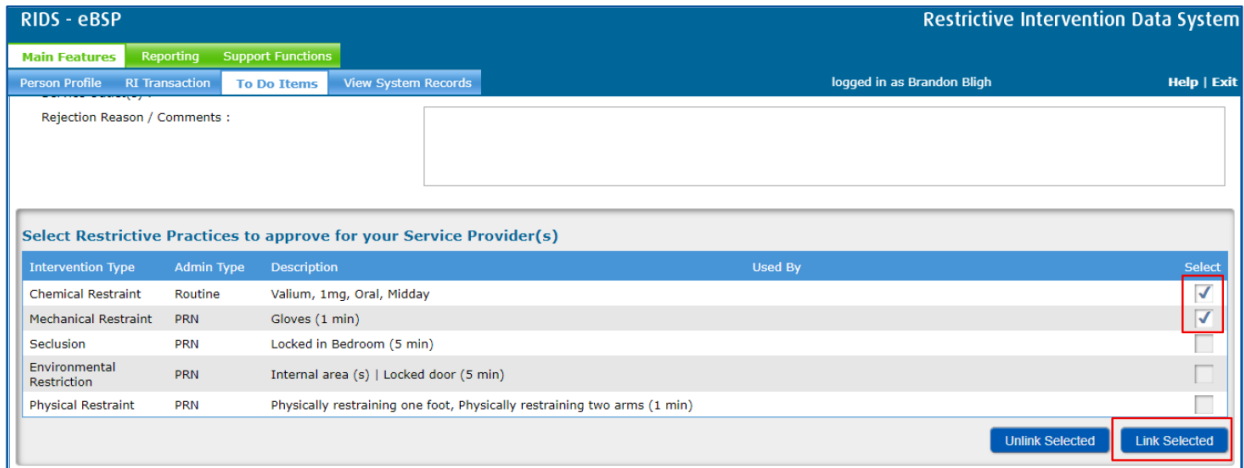 RIDS - eBSP Restrictive Intervention Data System
Main Features Reporting Support Functions
Person Profile RI Transaction To Do Items View System Records logged in as Brandon Bligh Help | Exit
Rejection Reason / Comments :
Select Restrictive Practices to approve for your Service Provider(s)
Intervention Type Admin Type Description Used By Select
Chemical Restraint Routine Valium, 1mg, Oral, Midday
Mechanical Restraint PRN Gloves (1 min)
Seclusion PRN Locked in Bedroom (5 min)
Environmental
Restriction PRN Internal area (s) | Locked door (5 min)
Physical Restraint PRN Physically restraining one foot, Physically restraining two arms (1 min)
Unlink Selected Link Selected